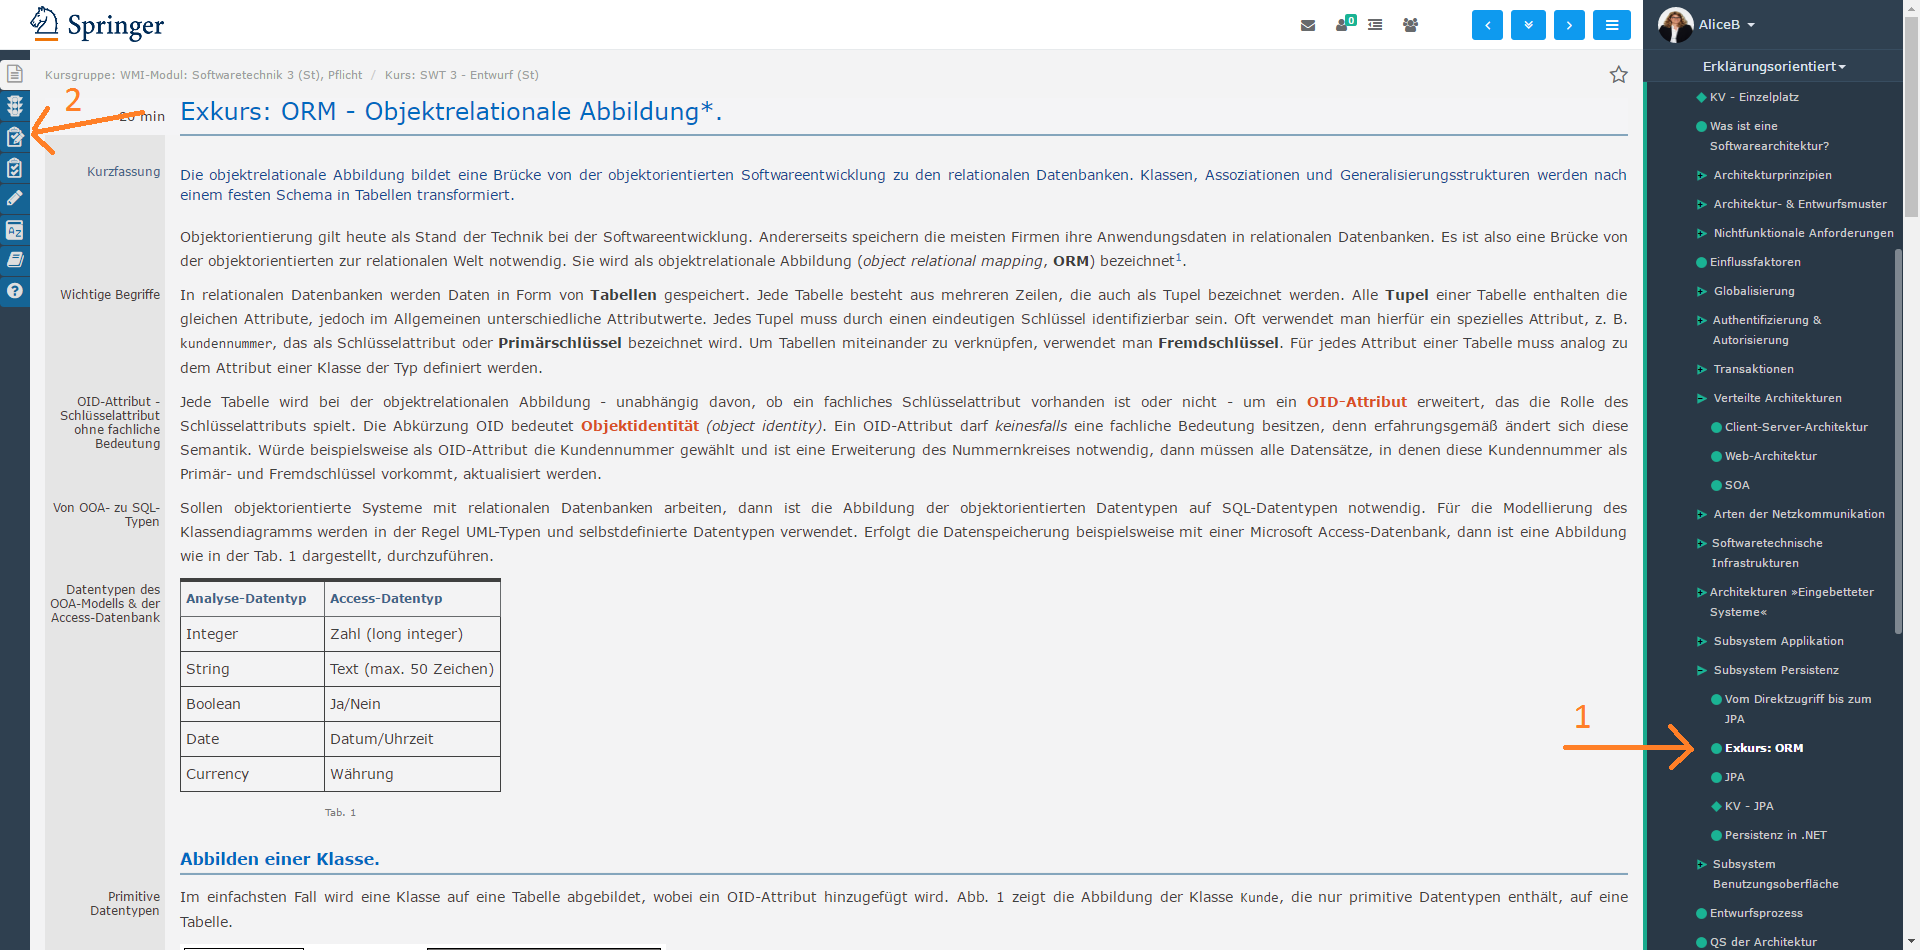 Springer
0
AliceB
Erklärungsorientiert
Kursgruppe: WMI-Modul: Softwaretechnik 3 (St), Pflicht / Kurs: SWT 3 - Entwurf (St)
2
20 min
Exkurs: ORM - Objektrelationale Abbildung*.
Kurzfassung
Die objektrelationale Abbildung bildet eine Brücke von der objektorientierten Softwareentwicklung zu den relationalen Datenbanken. Klassen, Assoziationen und Generalisierungsstrukturen werden nach
einem festen Schema in Tabellen transformiert.
Objektorientierung gilt heute als Stand der Technik bei der Softwareentwicklung. Andererseits speichern die meisten Firmen ihre Anwendungsdaten in relationalen Datenbanken. Es ist also eine Brücke von
der objektorientierten zur relationalen Welt notwendig. Sie wird als objektrelationale Abbildung (object relational mapping, ORM) bezeichnet1.
Wichtige Begriffe
In relationalen Datenbanken werden Daten in Form von Tabellen gespeichert. Jede Tabelle besteht aus mehreren Zeilen, die auch als Tupel bezeichnet werden. Alle Tupel einer Tabelle enthalten die
gleichen Attribute, jedoch im Allgemeinen unterschiedliche Attributwerte. Jedes Tupel muss durch einen eindeutigen Schlüssel identifizierbar sein. Oft verwendet man hierfür ein spezielles Attribut, z. B.
kundennummer, das als Schlüsselattribut oder Primärschlüssel bezeichnet wird. Um Tabellen miteinander zu verknüpfen, verwendet man Fremdschlüssel. Für jedes Attribut einer Tabelle muss analog zu
dem Attribut einer Klasse der Typ definiert werden.
OID-Attribut -
Schlüsselattribut
ohne fachliche
Bedeutung
Jede Tabelle wird bei der objektrelationalen Abbildung - unabhängig davon, ob ein fachliches Schlüsselattribut vorhanden ist oder nicht - um ein OID-Attribut erweitert, das die Rolle des
Schlüsselattributs spielt. Die Abkürzung OID bedeutet Objektidentität (object identity). Ein OID-Attribut darf keinesfalls eine fachliche Bedeutung besitzen, denn erfahrungsgemäß ändert sich diese
Semantik. Würde beispielsweise als OID-Attribut die Kundennummer gewählt und ist eine Erweiterung des Nummernkreises notwendig, dann müssen alle Datensätze, in denen diese Kundennummer als
Primär- und Fremdschlüssel vorkommt, aktualisiert werden.
Von OOA- zu SQL-
Typen
Sollen objektorientierte Systeme mit relationalen Datenbanken arbeiten, dann ist die Abbildung der objektorientierten Datentypen auf SQL-Datentypen notwendig. Für die Modellierung des
Klassendiagramms werden in der Regel UML-Typen und selbstdefinierte Datentypen verwendet. Erfolgt die Datenspeicherung beispielsweise mit einer Microsoft Access-Datenbank, dann ist eine Abbildung
wie in der Tab. 1 dargestellt, durchzuführen.
Datentypen des
OOA-Modells & der
Access-Datenbank
Analyse-Datentyp Access-Datentyp
Integer Zahl (long integer)
String Text (max. 50 Zeichen)
Boolean Ja/Nein
Date Datum/Uhrzeit
Currency Währung
Tab. 1
Abbilden einer Klasse.
Primitive
Datentypen
Im einfachsten Fall wird eine Klasse auf eine Tabelle abgebildet, wobei ein OID-Attribut hinzugefügt wird. Abb. 1 zeigt die Abbildung der Klasse Kunde, die nur primitive Datentypen enthält, auf eine
Tabelle.
KV - Einzelplatz
Was ist eine
Softwarearchitektur?
Architekturprinzipien
Architektur- & Entwurfsmuster
Nichtfunktionale Anforderungen
Einflussfaktoren
Globalisierung
Authentifizierung &
Autorisierung
Transaktionen
Verteilte Architekturen
Client-Server-Architektur
Web-Architektur
SOA
Arten der Netzkommunikation
Softwaretechnische
Infrastrukturen
Architekturen »Eingebetteter
Systeme«
Subsystem Applikation
Subsystem Persistenz
Vom Direktzugriff bis zum
JPA
1
Exkurs: ORM
JPA
KV - JPA
Persistenz in .NET
Subsystem
Benutzungsoberfläche
Entwurfsprozess
QS der Architektur